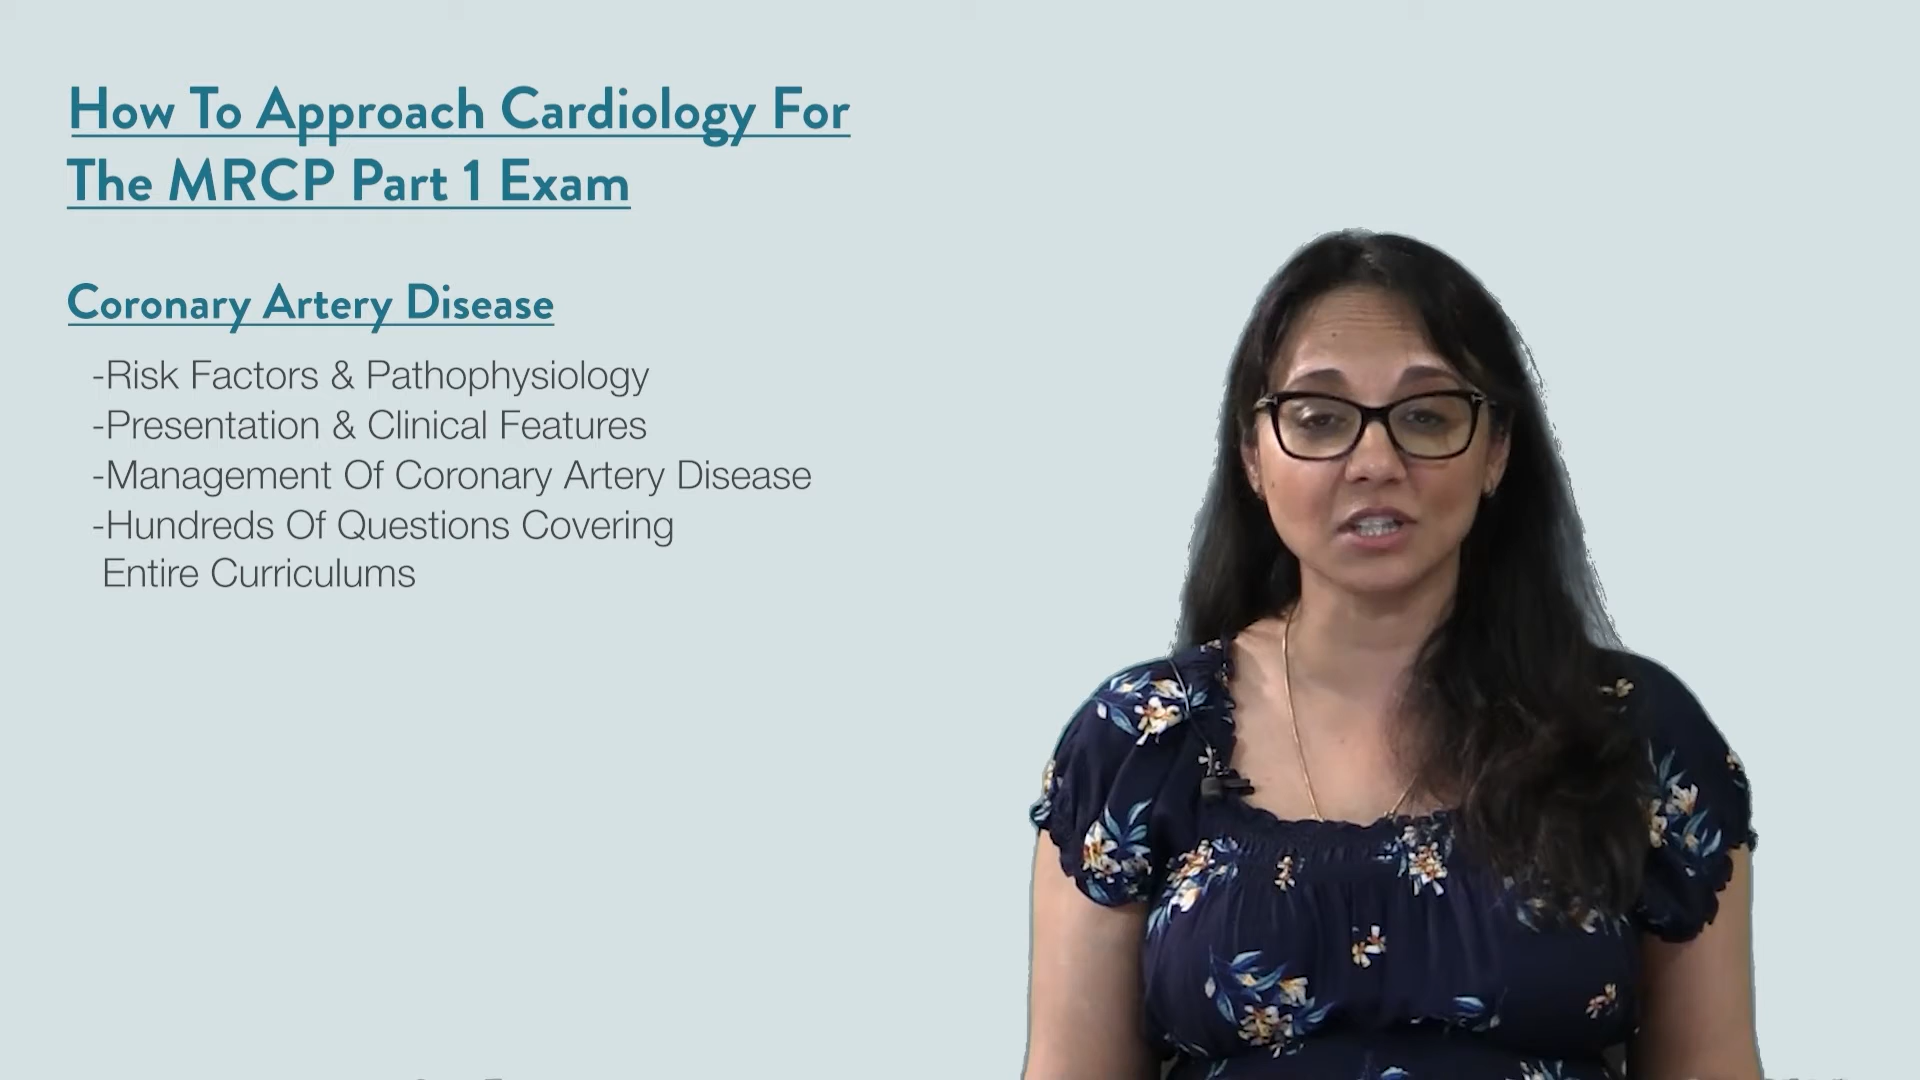 How To Approach Cardiology For
The MRCP Part 1 Exam
Coronary Artery Disease
-Risk Factors & Pathophysiology
-Presentation & Clinical Features
-Management Of Coronary Artery Disease
-Hundreds Of Questions Covering
Entire Curriculums